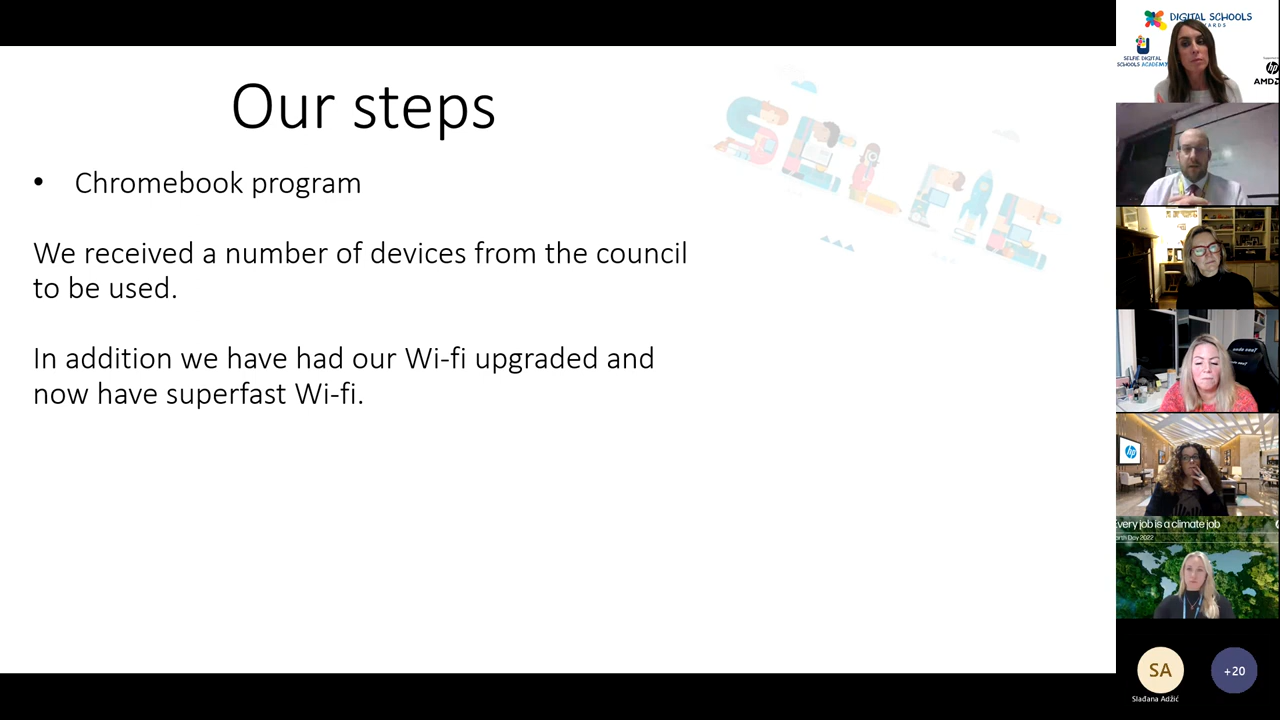 Our steps
• Chromebook program
We received a number of devices from the council
to be used.
In addition we have had our Wi-fi upgraded and
now have superfast Wi-fi.
SELFIE
DIGITAL SCHOOLS
SELFIE DIGITAL
SCHOOLS ACADEMY
hp
AMD
hp
Every job is a climate job
Earth Day 2022
SA
+20
Slađana Adžić